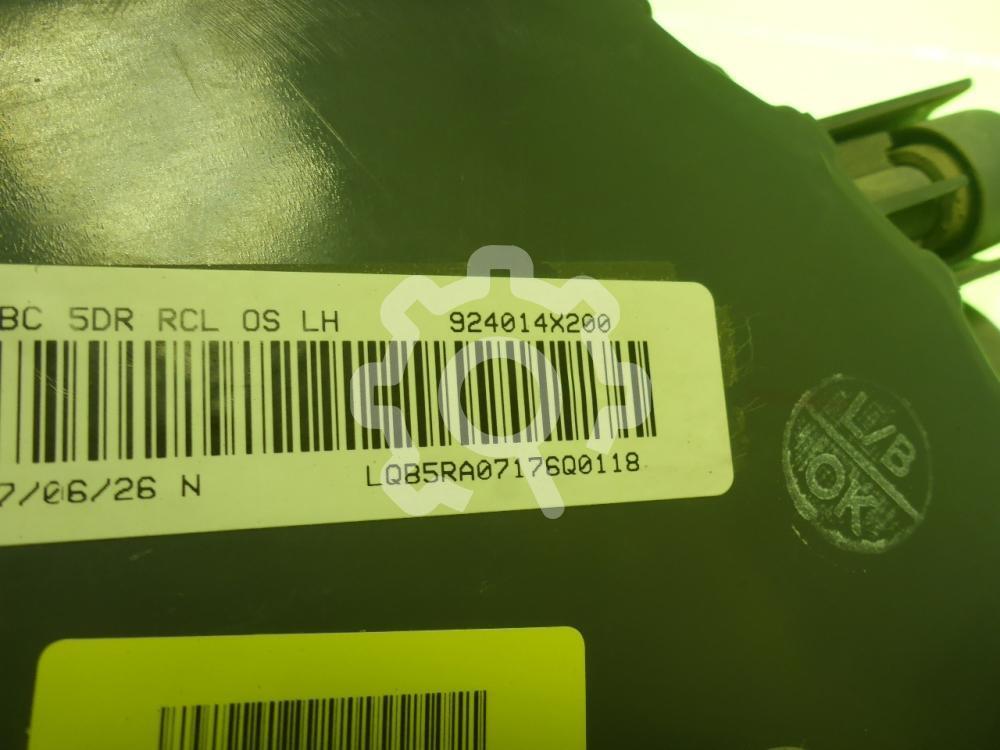 BC 5DR RCL OS LH 924014X200
7/06/26 N LQB5RA07176Q0118
L/B
OK